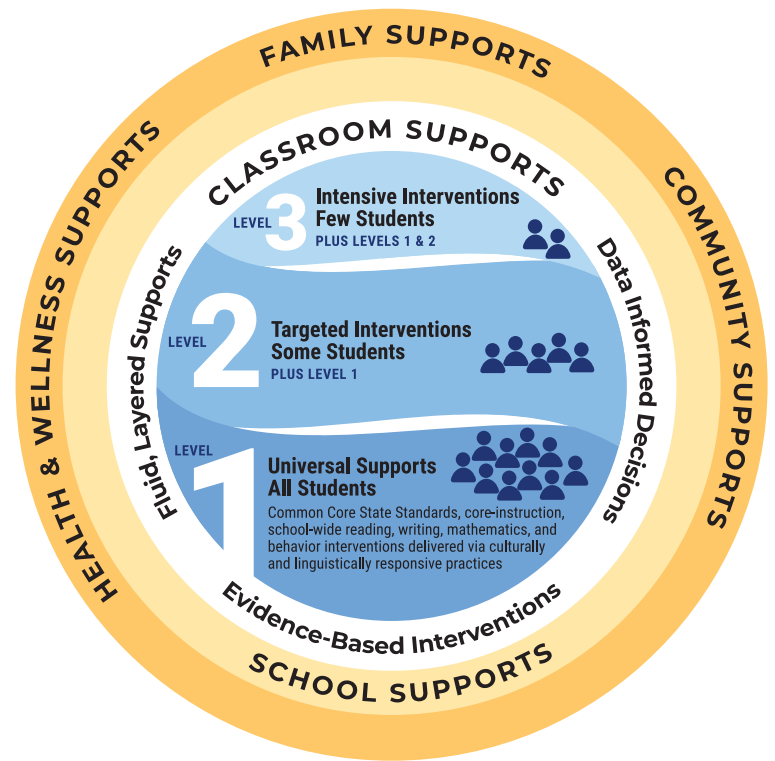 FAMILY SUPPORTS
HEALTH & WELLNESS SUPPORTS
COMMUNITY SUPPORTS
CLASSROOM SUPPORTS
Fluid, Layered Supports
Data Informed Decisions
LEVEL 3
Intensive Interventions
Few Students
PLUS LEVELS 1 & 2
LEVEL 2
Targeted Interventions
Some Students
PLUS LEVEL 1
LEVEL 1
Universal Supports
All Students
Common Core State Standards, core-instruction,
school-wide reading, writing, mathematics, and
behavior interventions delivered via culturally
and linguistically responsive practices
Evidence-Based Interventions
SCHOOL SUPPORTS